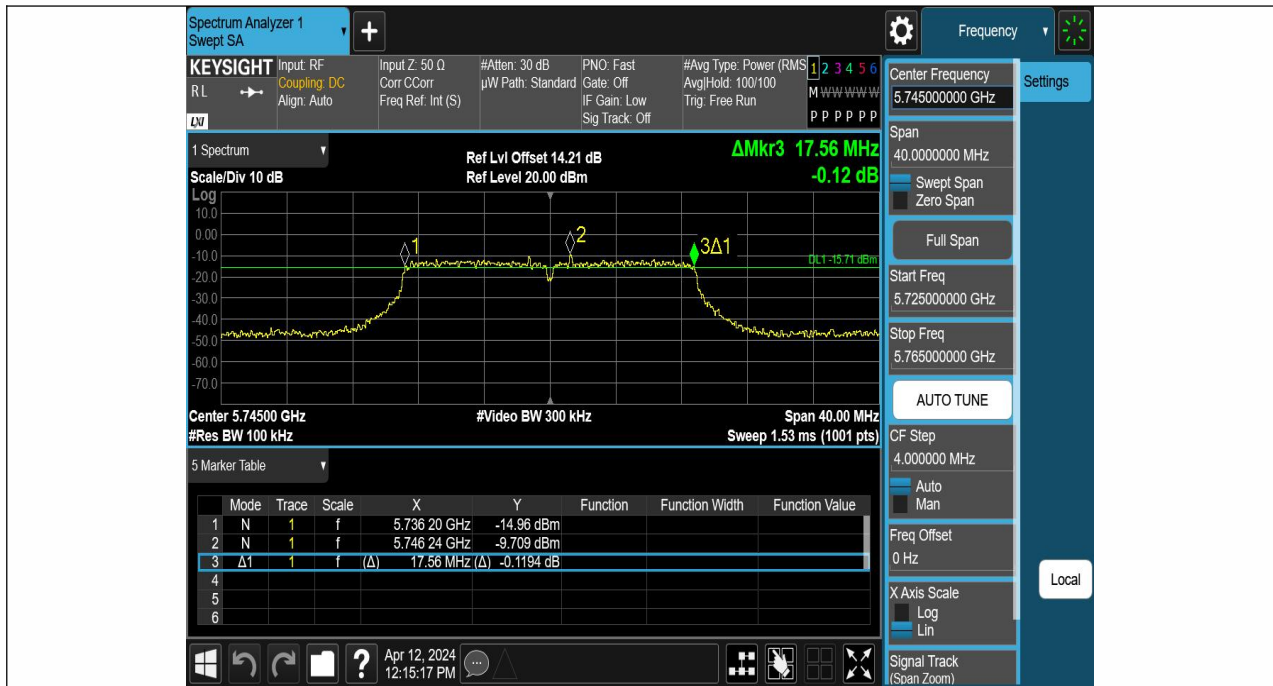 Spectrum Analyzer 1
Swept SA
+
Frequency
KEYSIGHT Input: RF Input Z: 50 Ω #Atten: 30 dB PNO: Fast #Avg Type: Power (RMS 1 2 3 4 5 6
RL Coupling: DC Corr CCorr µW Path: Standard Gate: Off Avg|Hold: 100/100 M W W W W W
Align: Auto Freq Ref: Int (S) IF Gain: Low Trig: Free Run
LXI Sig Track: Off P P P P P P
1 Spectrum
Scale/Div 10 dB
Ref Lvl Offset 14.21 dB
Ref Level 20.00 dBm
ΔMkr3 17.56 MHz
-0.12 dB
Log
10.0
0.00
-10.0
-20.0
-30.0
-40.0
-50.0
-60.0
-70.0
1
2
3Δ1
DL1 -15.71 dBm
Center 5.74500 GHz #Video BW 300 kHz Span 40.00 MHz
#Res BW 100 kHz Sweep 1.53 ms (1001 pts)
5 Marker Table
Mode Trace Scale X Y Function Function Width Function Value
1 N 1 f 5.736 20 GHz -14.96 dBm
2 N 1 f 5.746 24 GHz -9.709 dBm
3 Δ1 1 f (Δ) 17.56 MHz (Δ) -0.1194 dB
4
5
6
?
Apr 12, 2024
12:15:17 PM
Center Frequency
5.745000000 GHz
Span
40.0000000 MHz
Swept Span
Zero Span
Full Span
Start Freq
5.725000000 GHz
Stop Freq
5.765000000 GHz
AUTO TUNE
CF Step
4.000000 MHz
Auto
Man
Freq Offset
0 Hz
X Axis Scale
Log
Lin
Signal Track
(Span Zoom)
Settings
Local